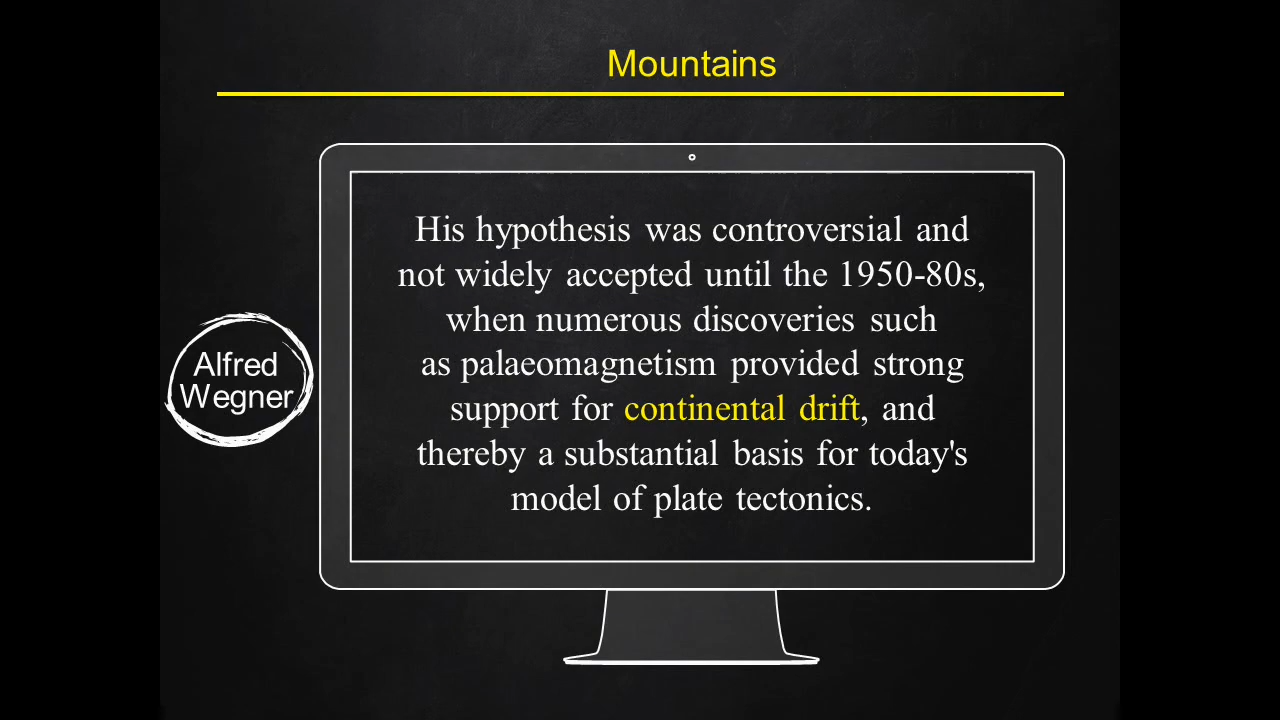 Mountains
His hypothesis was controversial and
not widely accepted until the 1950-80s,
when numerous discoveries such
as palaeomagnetism provided strong
support for continental drift, and
thereby a substantial basis for today's
model of plate tectonics.
Alfred
Wegner